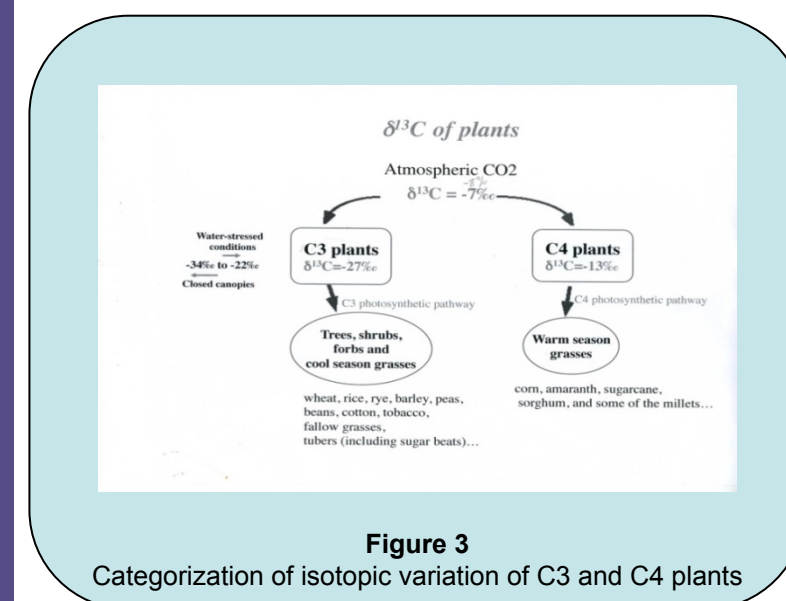 δ13C of plants
Atmospheric CO2
-8‰
δ13C = -7‰
Water-stressed
conditions
-34‰ to -22‰
Closed canopies
C3 plants
δ13C=-27‰
C4 plants
δ13C=-13‰
C3 photosynthetic pathway
C4 photosynthetic pathway
Trees, shrubs,
forbs and
cool season grasses
Warm season
grasses
wheat, rice, rye, barley, peas,
beans, cotton, tobacco,
fallow grasses,
tubers (including sugar beats)...
corn, amaranth, sugarcane,
sorghum, and some of the millets...
Figure 3
Categorization of isotopic variation of C3 and C4 plants